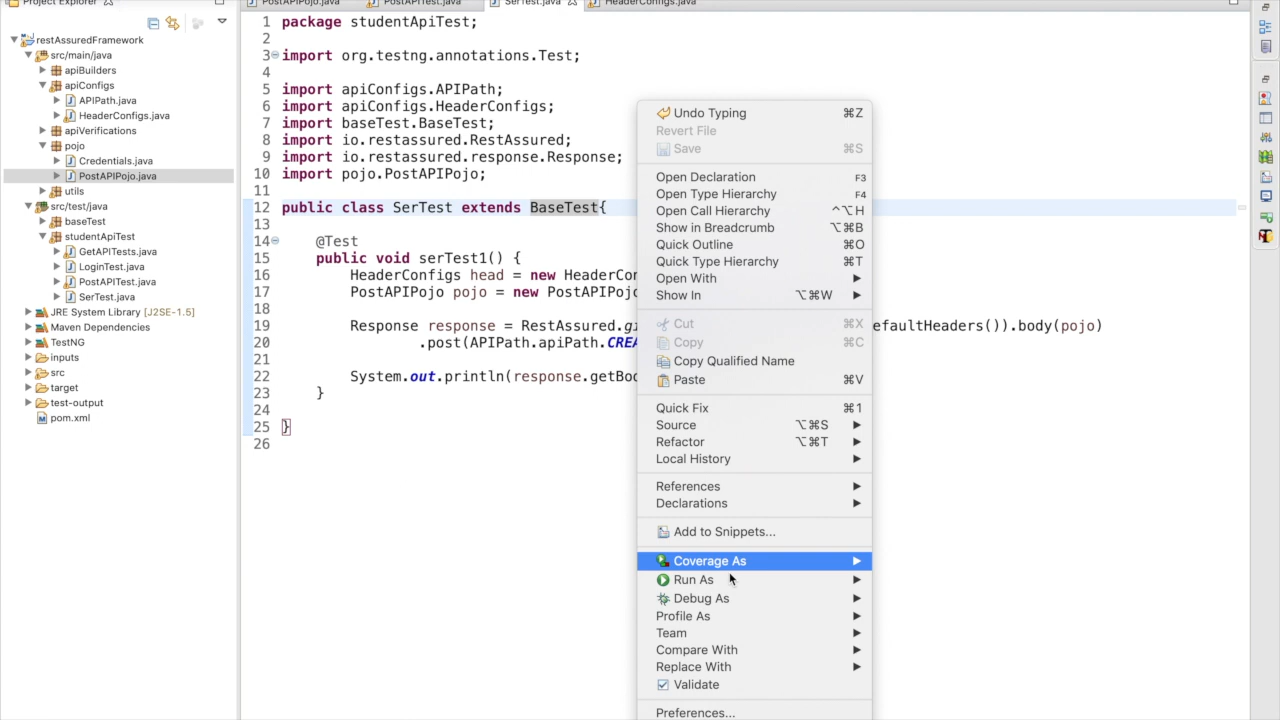 Project Explorer
PostAPIPojo.java
PostAPITest.java
SerTest.java
HeaderConfigs.java
restAssuredFramework
src/main/java
apiBuilders
apiConfigs
APIPath.java
HeaderConfigs.java
apiVerifications
pojo
Credentials.java
PostAPIPojo.java
utils
src/test/java
baseTest
studentApiTest
GetAPITests.java
LoginTest.java
PostAPITest.java
SerTest.java
JRE System Library [J2SE-1.5]
Maven Dependencies
TestNG
inputs
src
target
test-output
pom.xml
1 package studentApiTest;
2
3 import org.testng.annotations.Test;
4
5 import apiConfigs.APIPath;
6 import apiConfigs.HeaderConfigs;
7 import baseTest.BaseTest;
8 import io.restassured.RestAssured;
9 import io.restassured.response.Response;
10 import pojo.PostAPIPojo;
11
12 public class SerTest extends BaseTest{
13
14 @Test
15 public void serTest1() {
16 HeaderConfigs head = new HeaderCon
17 PostAPIPojo pojo = new PostAPIPojo
18
19 Response response = RestAssured.gi efaultHeaders()).body(pojo)
20 .post(APIPath.apiPath.CREA
21
22 System.out.println(response.getBod
23 }
24
25 }
26
Undo Typing ⌘Z
Revert File
Save ⌘S
Open Declaration F3
Open Type Hierarchy F4
Open Call Hierarchy ^⌥H
Show in Breadcrumb ⌥⌘B
Quick Outline ⌘O
Quick Type Hierarchy ⌘T
Open With
Show In ⌥⌘W
Cut ⌘X
Copy ⌘C
Copy Qualified Name
Paste ⌘V
Quick Fix ⌘1
Source ⌥⌘S
Refactor ⌥⌘T
Local History
References
Declarations
Add to Snippets...
Coverage As
Run As
Debug As
Profile As
Team
Compare With
Replace With
Validate
Preferences...